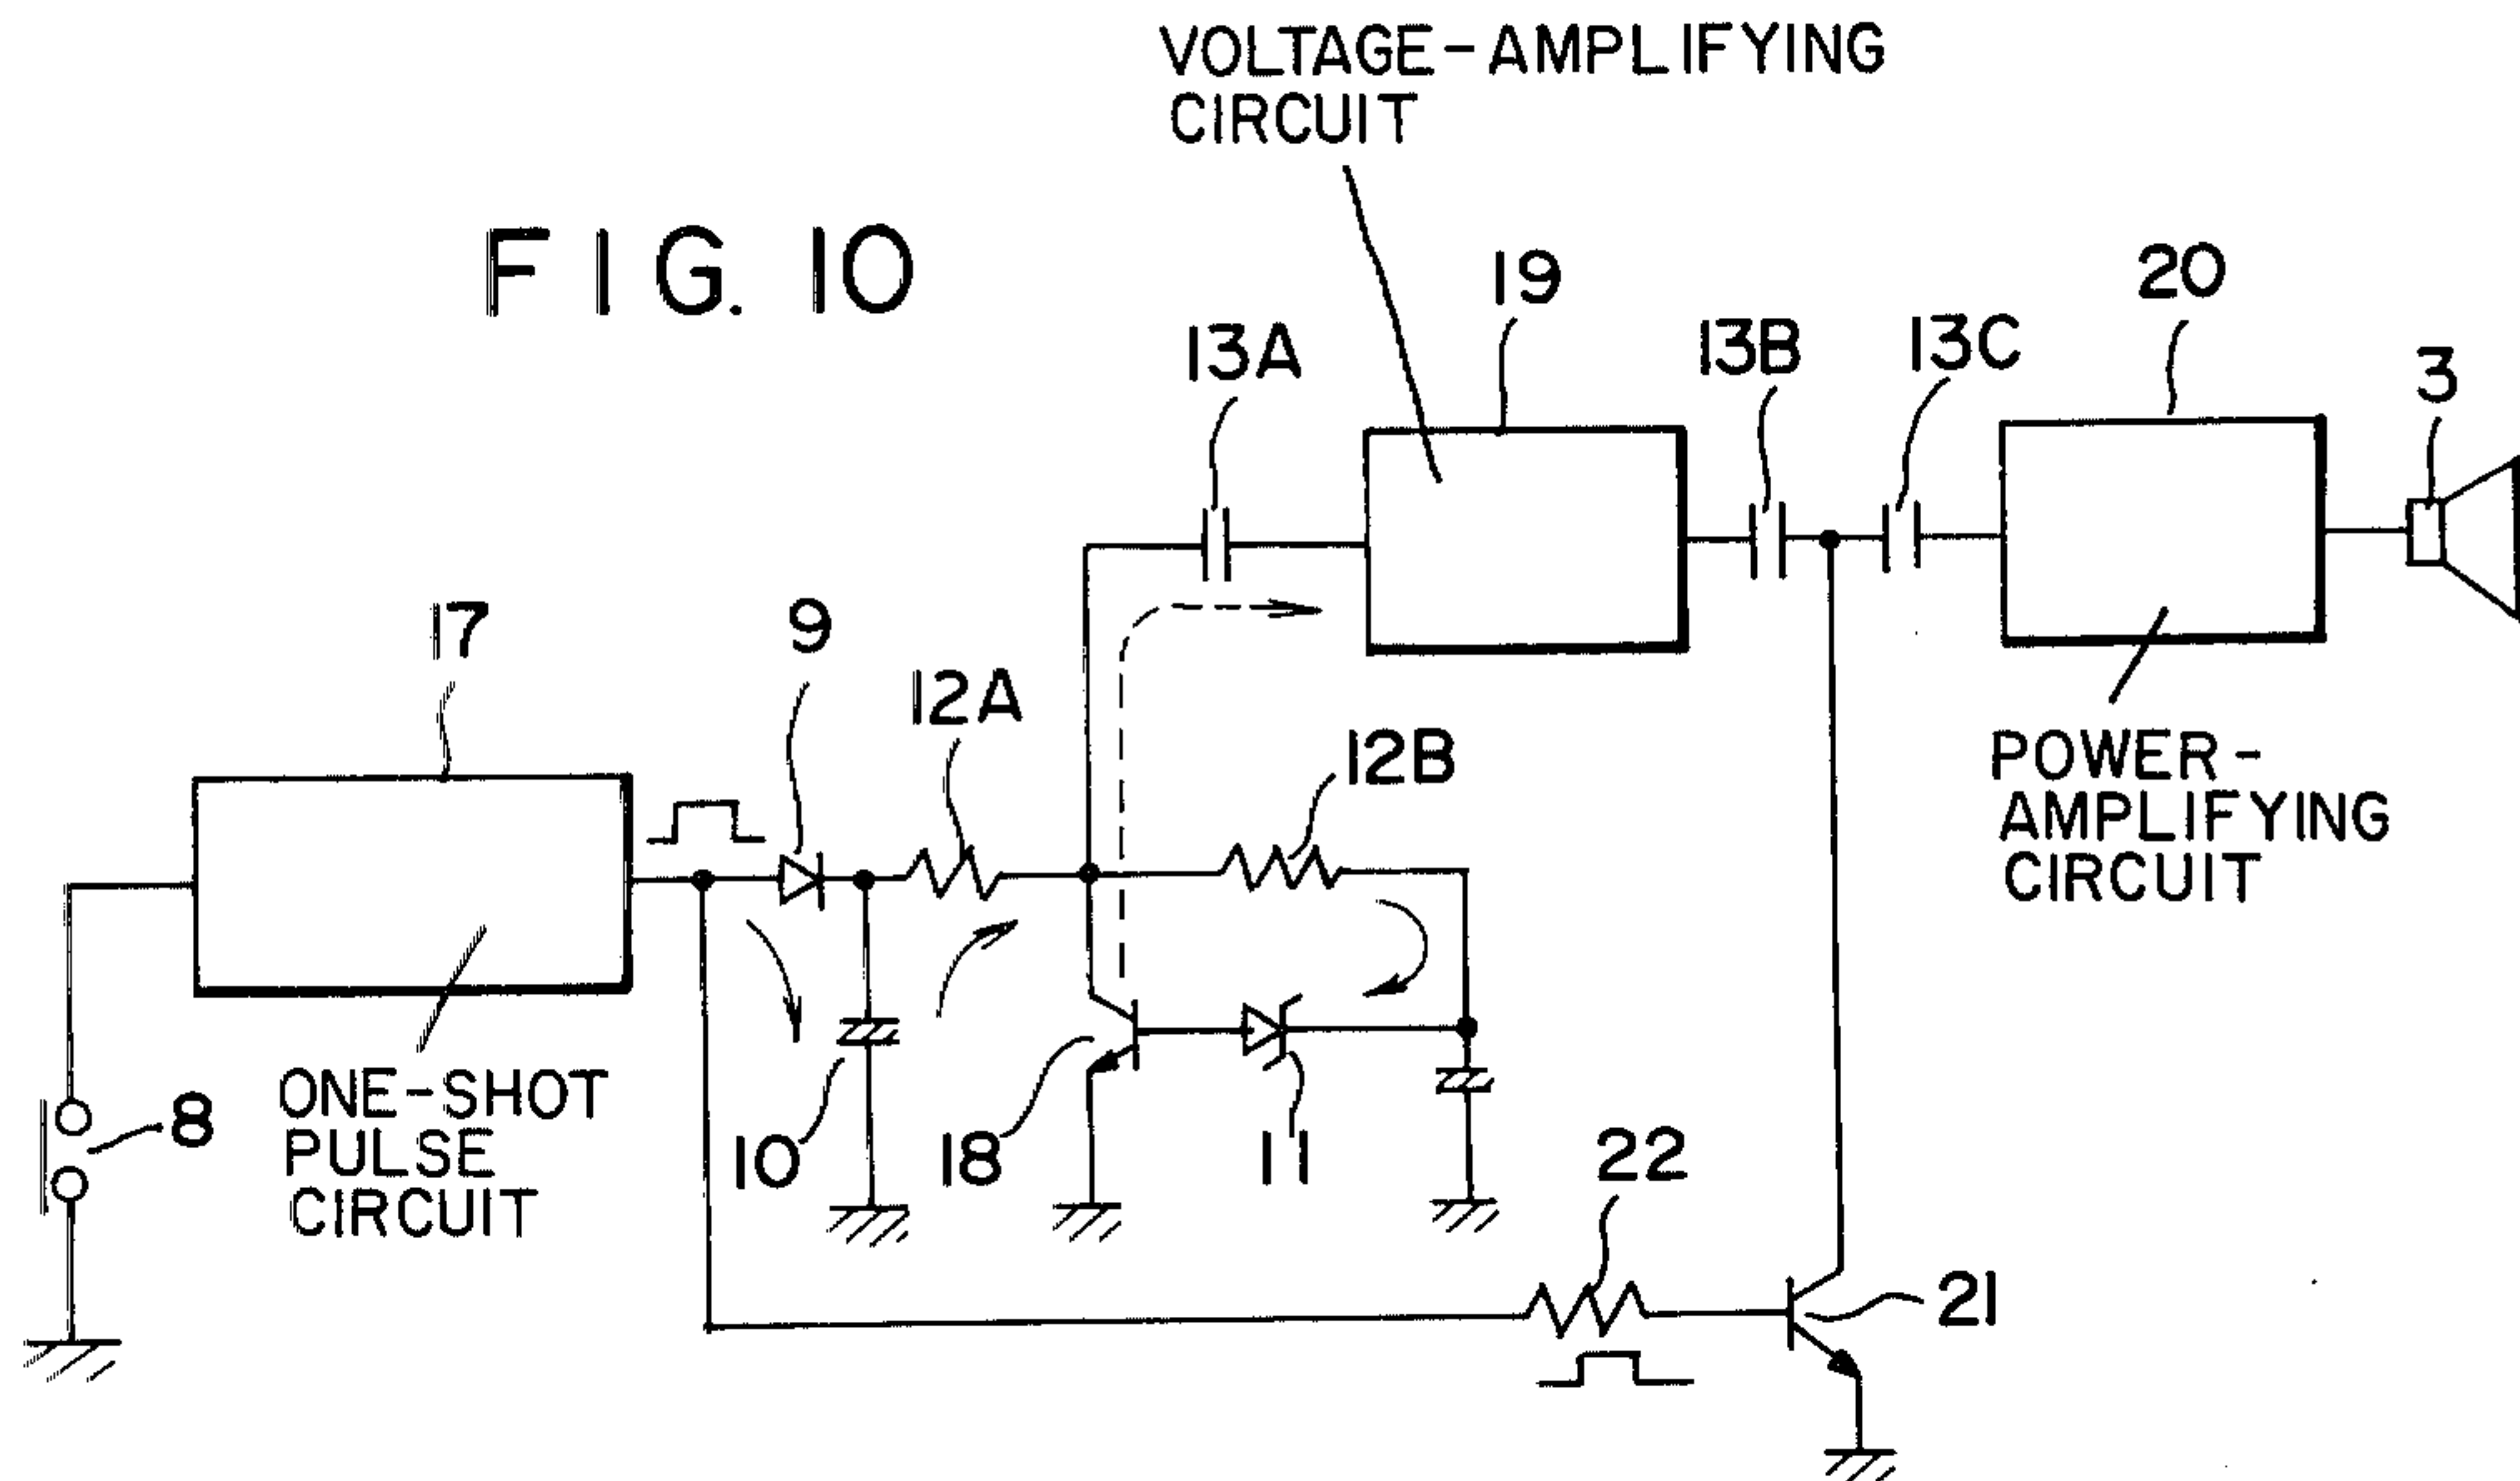 VOLTAGE-AMPLIFYING
CIRCUIT
FIG. 10
19
20
13A
13B
13C
3
17
9
12A
12B
POWER-
AMPLIFYING
CIRCUIT
ONE-SHOT
PULSE
CIRCUIT
8
10
18
11
22
21